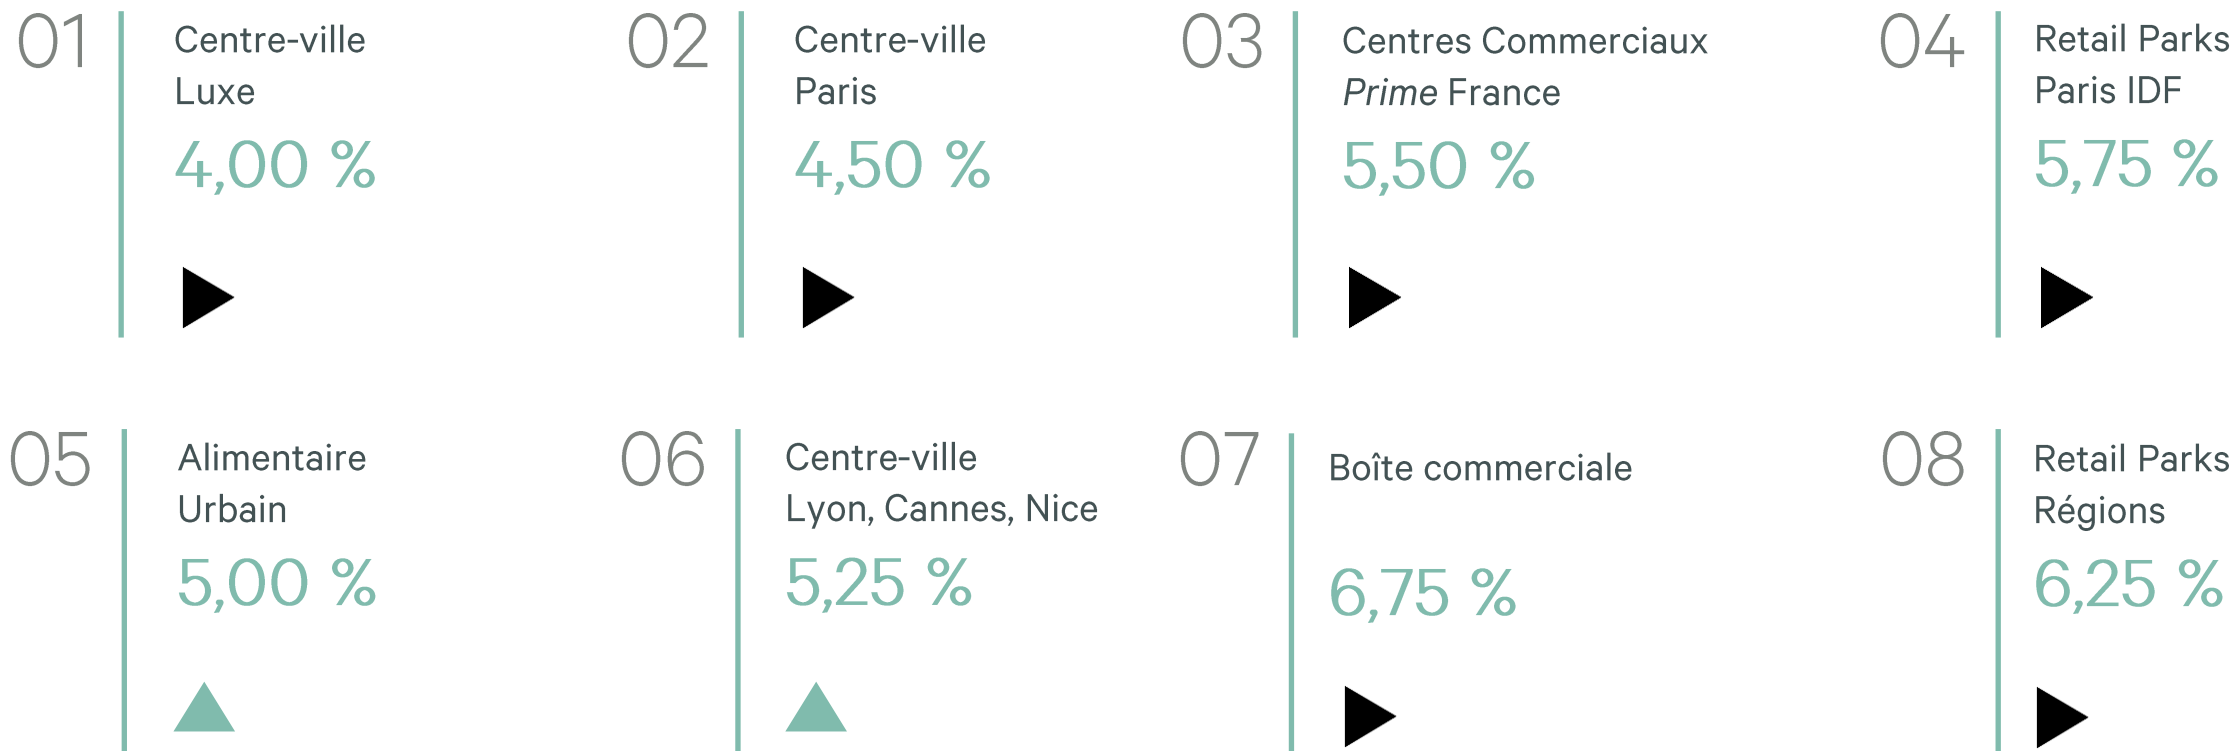 01
Centre-ville
Luxe
4,00 %
02
Centre-ville
Paris
4,50 %
03
Centres Commerciaux
Prime France
5,50 %
04
Retail Parks
Paris IDF
5,75 %
05
Alimentaire
Urbain
5,00 %
06
Centre-ville
Lyon, Cannes, Nice
5,25 %
07
Boîte commerciale
6,75 %
08
Retail Parks
Régions
6,25 %